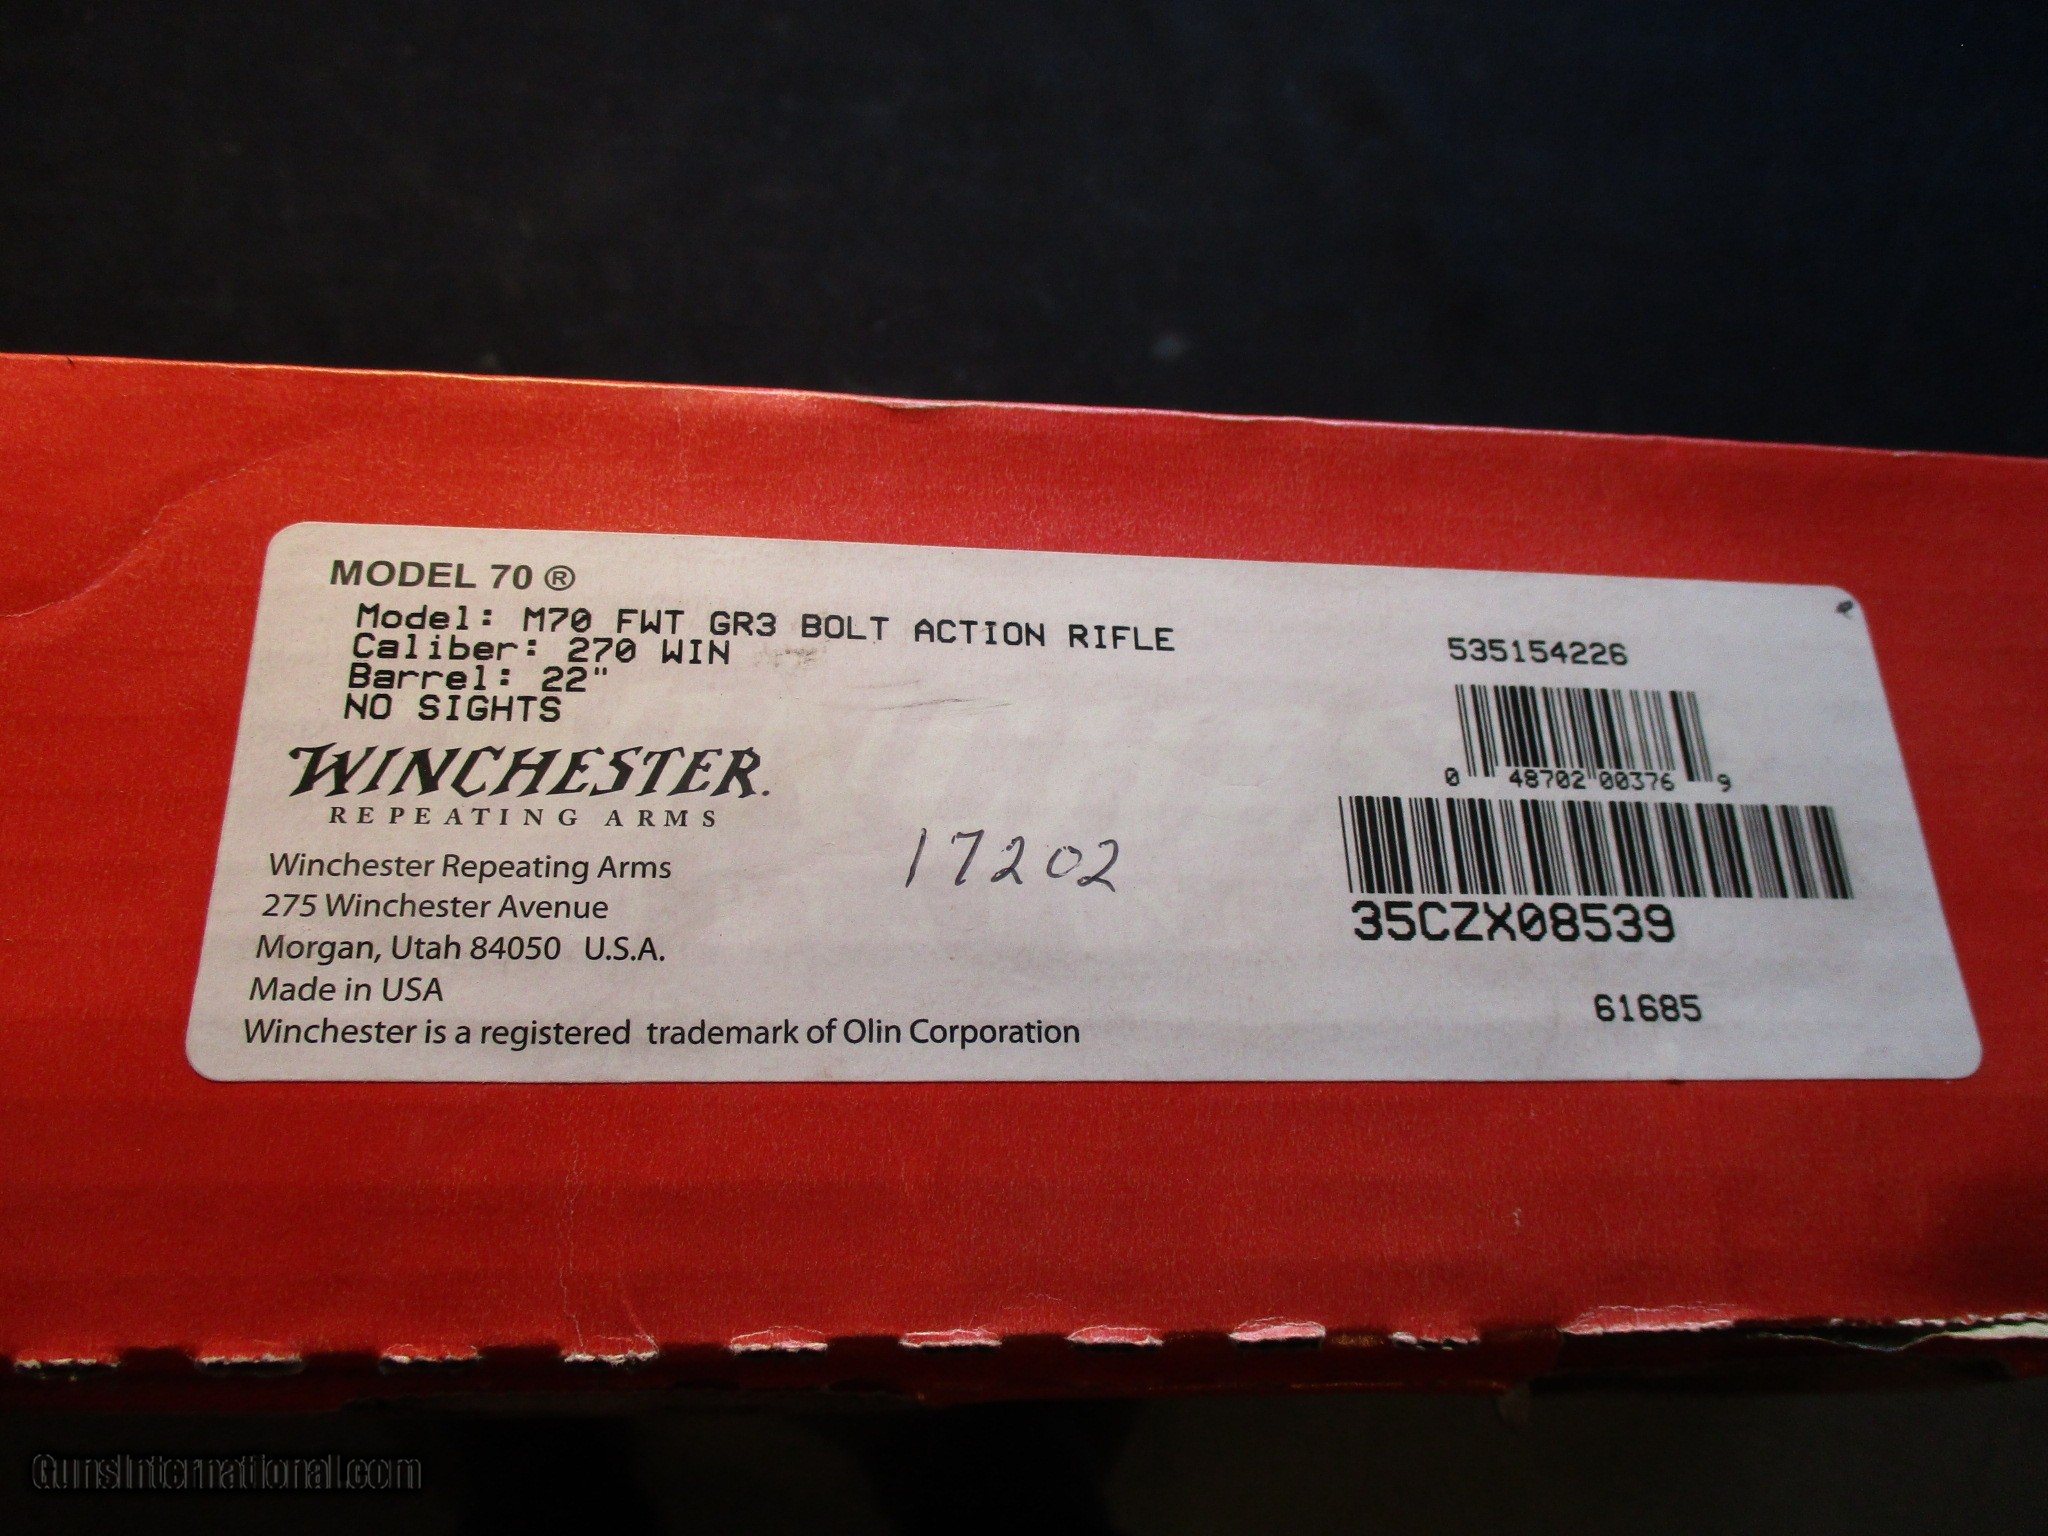 MODEL 70 ®
Model: M70 FWT GR3 BOLT ACTION RIFLE
Caliber: 270 WIN
Barrel: 22"
NO SIGHTS
WINCHESTER.
REPEATING ARMS
Winchester Repeating Arms
275 Winchester Avenue
Morgan, Utah 84050 U.S.A.
Made in USA
Winchester is a registered trademark of Olin Corporation
17202
535154226
0 48702 00376 9
35CZX08539
61685
GunsInternational.com